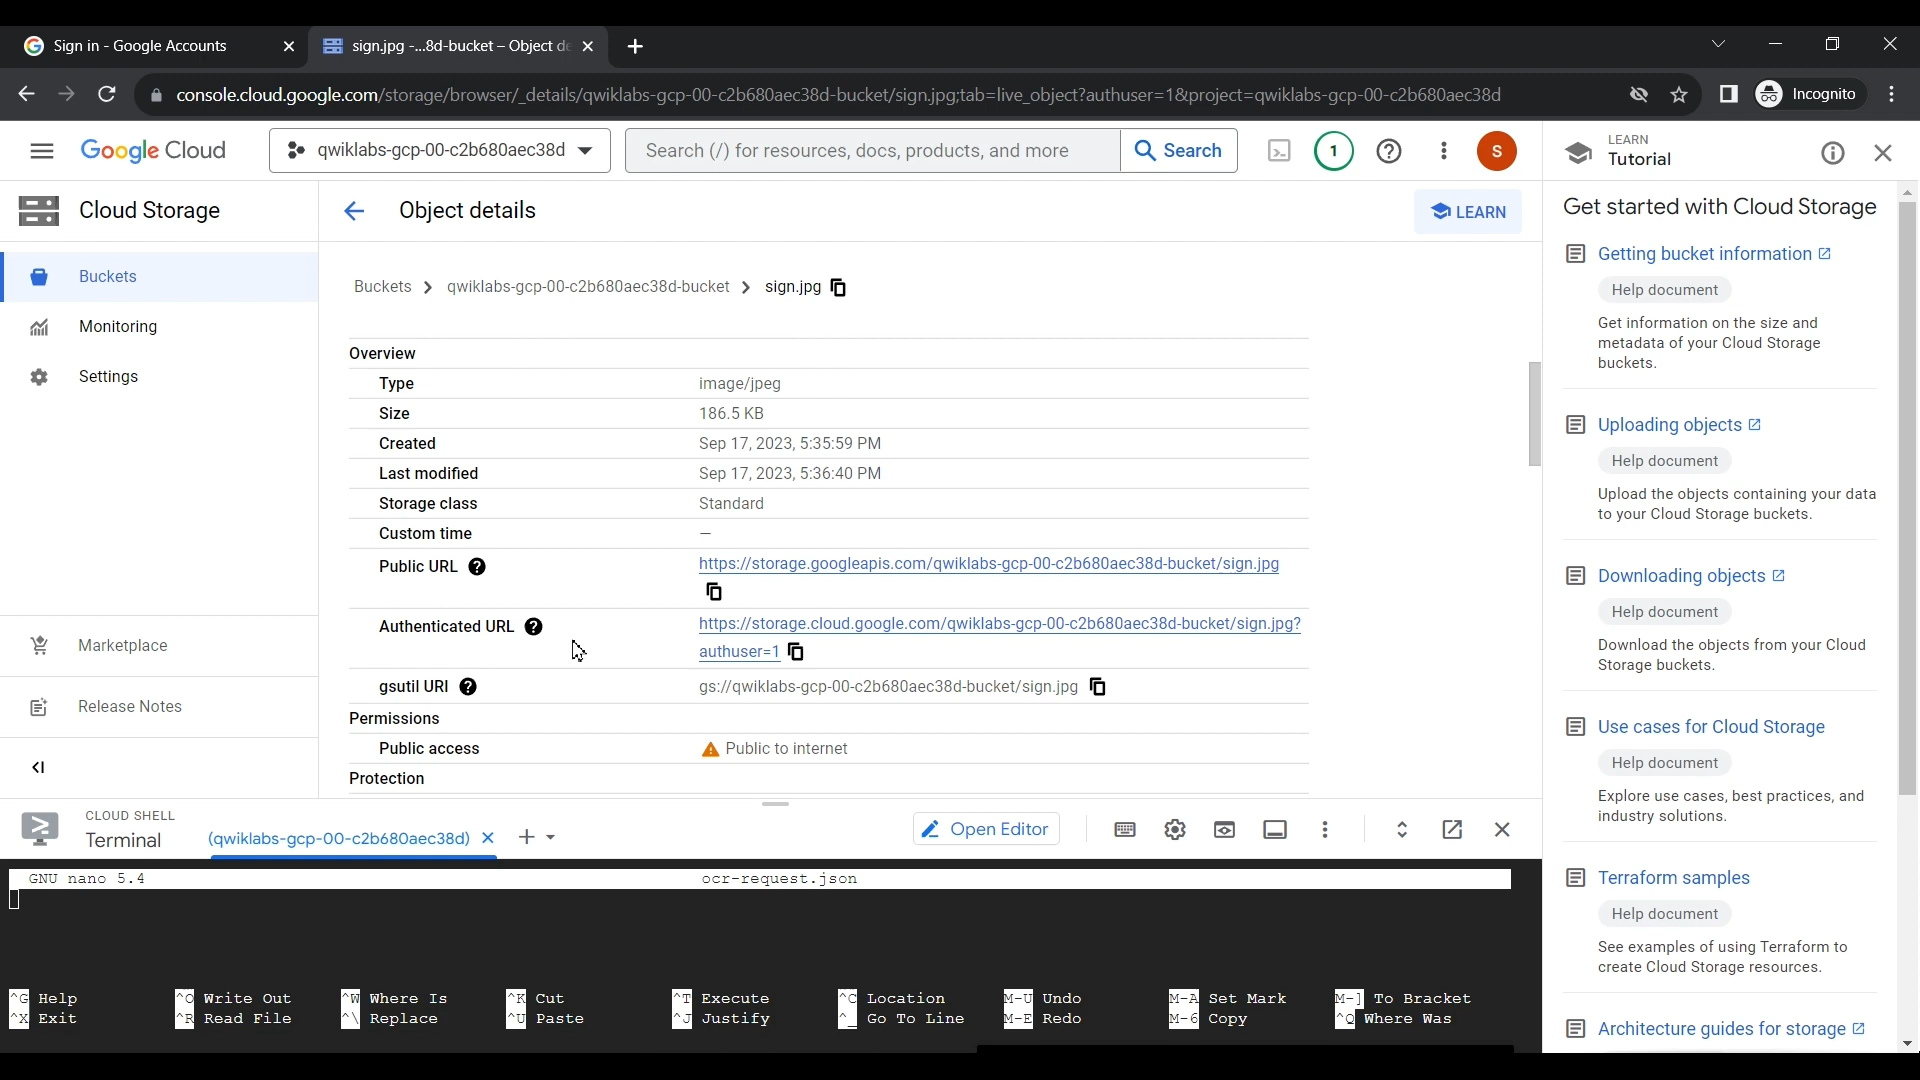 Sign in - Google Accounts
sign.jpg -...8d-bucket – Object de
console.cloud.google.com/storage/browser/_details/qwiklabs-gcp-00-c2b680aec38d-bucket/sign.jpg;tab=live_object?authuser=1&project=qwiklabs-gcp-00-c2b680aec38d
Incognito
Google Cloud
qwiklabs-gcp-00-c2b680aec38d
Search (/) for resources, docs, products, and more
Search
1
S
LEARN
Tutorial
Cloud Storage
Object details
LEARN
Buckets
Monitoring
Settings
Marketplace
Release Notes
Buckets > qwiklabs-gcp-00-c2b680aec38d-bucket > sign.jpg
Overview
Type image/jpeg
Size 186.5 KB
Created Sep 17, 2023, 5:35:59 PM
Last modified Sep 17, 2023, 5:36:40 PM
Storage class Standard
Custom time —
Public URL https://storage.googleapis.com/qwiklabs-gcp-00-c2b680aec38d-bucket/sign.jpg
Authenticated URL https://storage.cloud.google.com/qwiklabs-gcp-00-c2b680aec38d-bucket/sign.jpg?
authuser=1
gsutil URI gs://qwiklabs-gcp-00-c2b680aec38d-bucket/sign.jpg
Permissions
Public access Public to internet
Protection
Get started with Cloud Storage
Getting bucket information
Help document
Get information on the size and
metadata of your Cloud Storage
buckets.
Uploading objects
Help document
Upload the objects containing your data
to your Cloud Storage buckets.
Downloading objects
Help document
Download the objects from your Cloud
Storage buckets.
Use cases for Cloud Storage
Help document
Explore use cases, best practices, and
industry solutions.
Terraform samples
Help document
See examples of using Terraform to
create Cloud Storage resources.
Architecture guides for storage
CLOUD SHELL
Terminal
(qwiklabs-gcp-00-c2b680aec38d)
Open Editor
GNU nano 5.4 ocr-request.json
^G Help ^O Write Out ^W Where Is ^K Cut ^T Execute ^C Location M-U Undo M-A Set Mark M-] To Bracket
^X Exit ^R Read File ^\ Replace ^U Paste ^J Justify ^_ Go To Line M-E Redo M-6 Copy ^Q Where Was